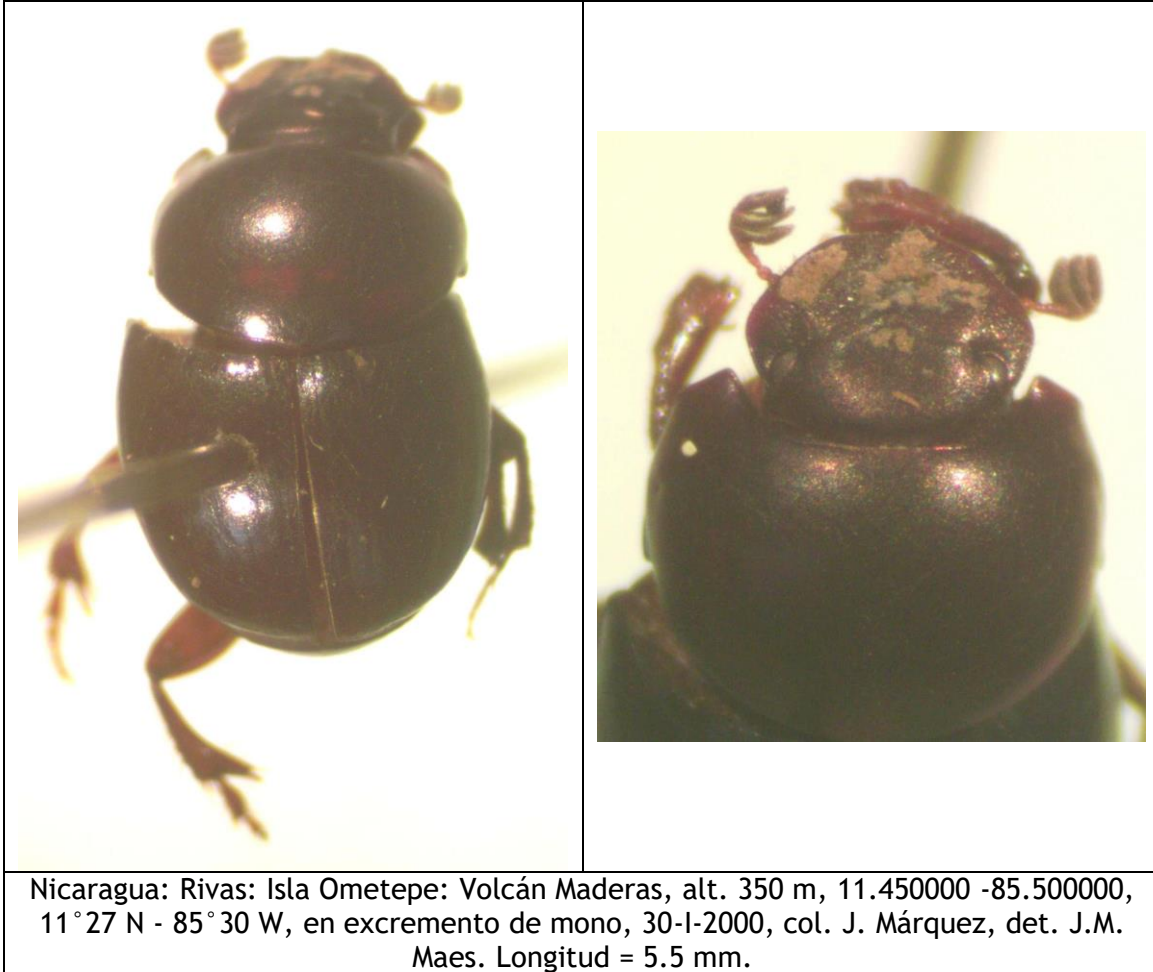 Nicaragua: Rivas: Isla Ometepe: Volcán Maderas, alt. 350 m, 11.450000 -85.500000,
11°27 N - 85°30 W, en excremento de mono, 30-I-2000, col. J. Márquez, det. J.M.
Maes. Longitud = 5.5 mm.